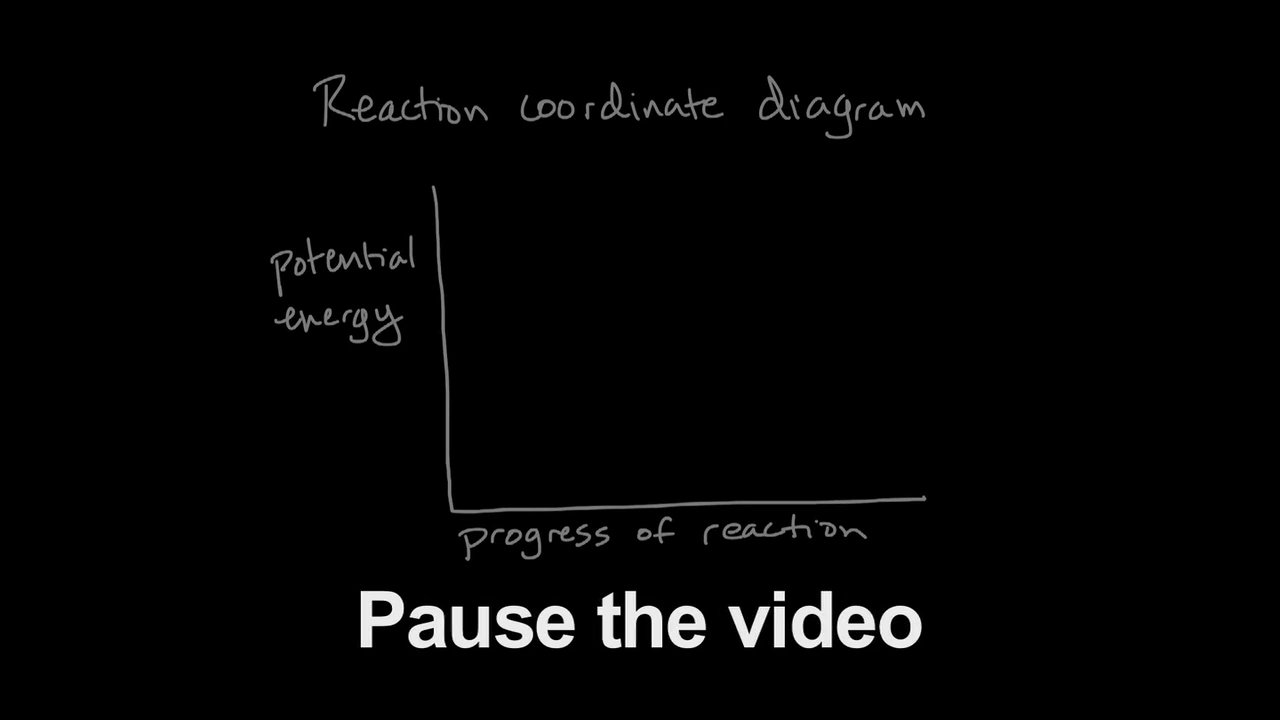 Reaction coordinate diagram
potential
energy
progress of reaction
Pause the video